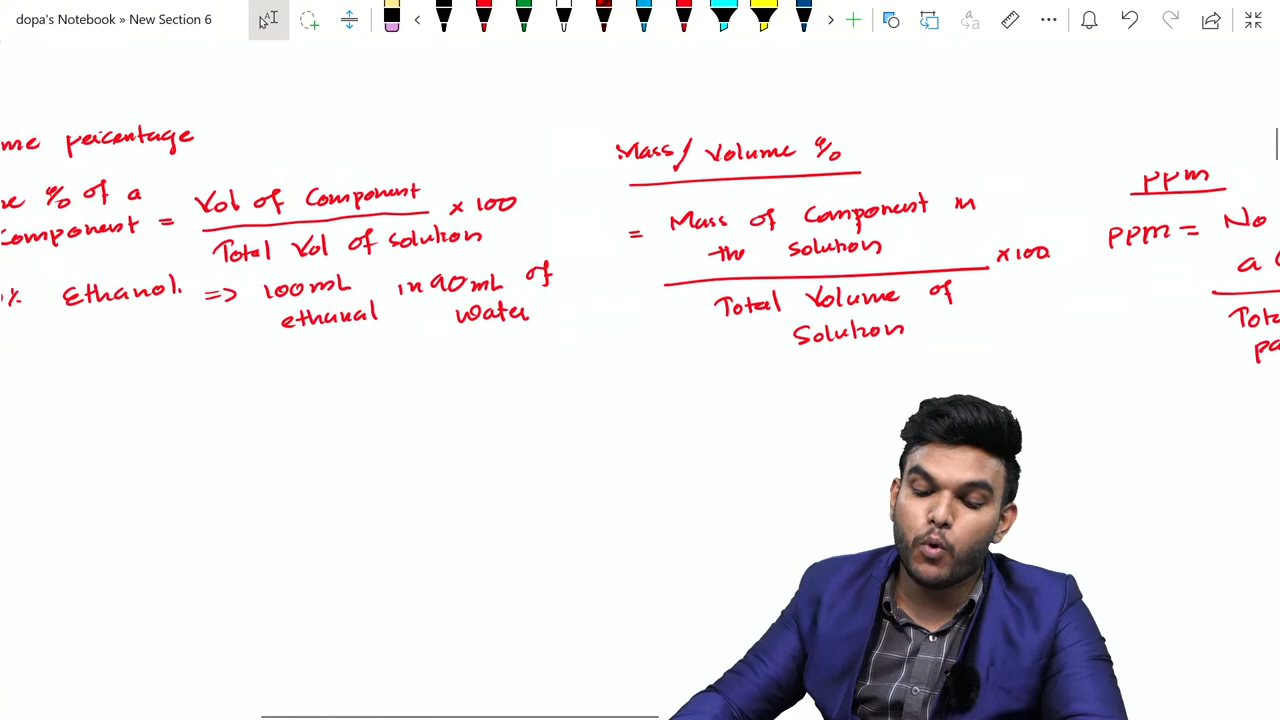 dopa's Notebook » New Section 6
me percentage
% of a
Component = Vol of Component × 100
Total Vol of solution
% Ethanol. => 100mL in 90mL of
ethanal water
Mass/ Volume %
= Mass of Component in
the solution × 100
Total Volume of
Solution
ppm
ppm = No
a
Tota
pa